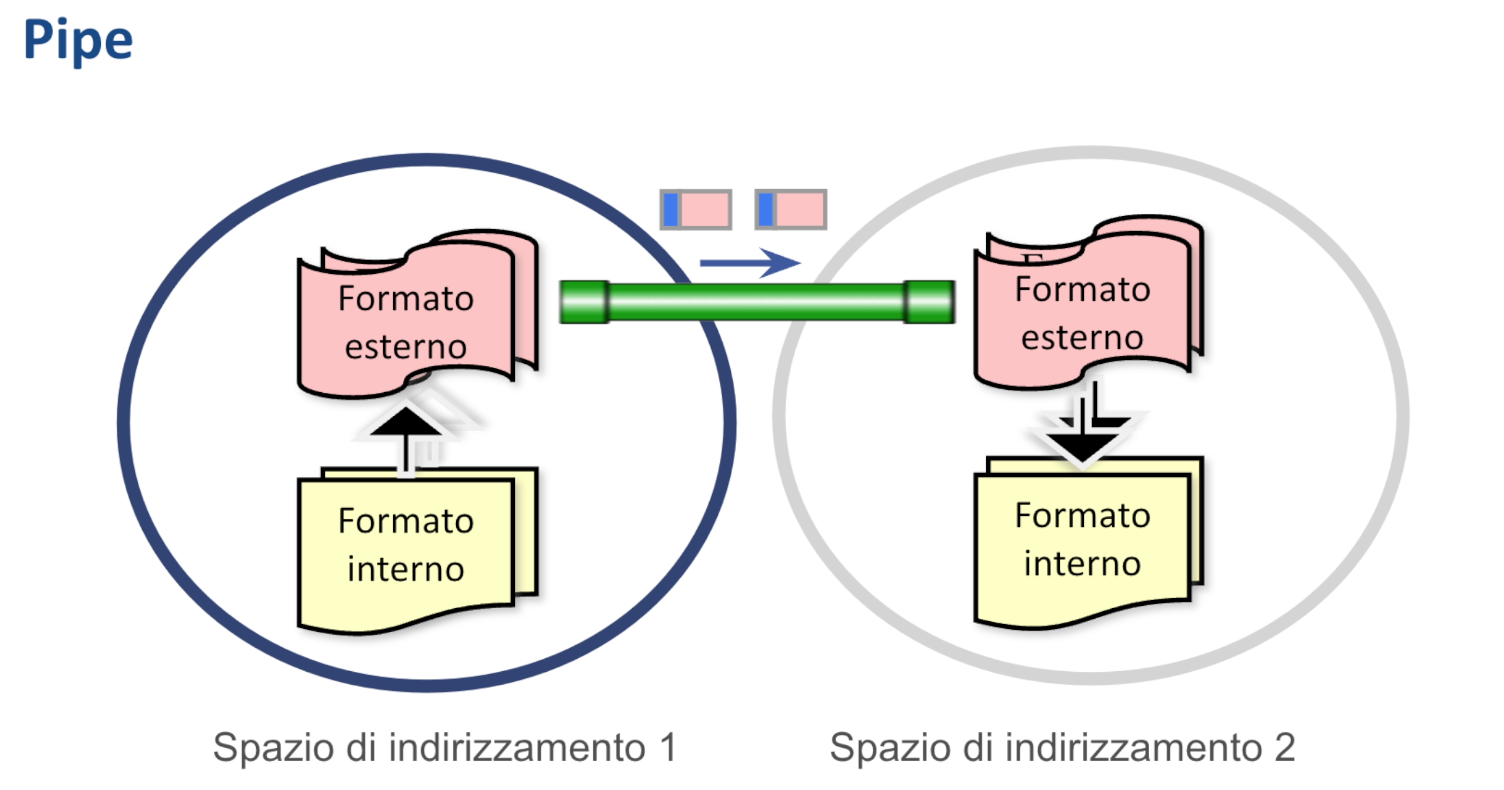 Pipe
Formato
esterno
Formato
esterno
Formato
interno
Formato
interno
Spazio di indirizzamento 1
Spazio di indirizzamento 2